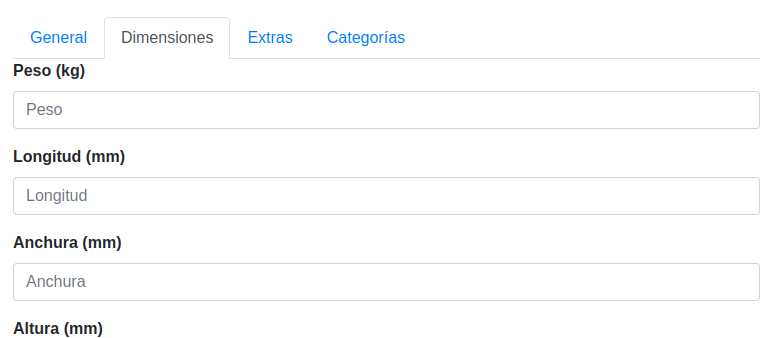 General Dimensiones Extras Categorías
Peso (kg)
Peso
Longitud (mm)
Longitud
Anchura (mm)
Anchura
Altura (mm)